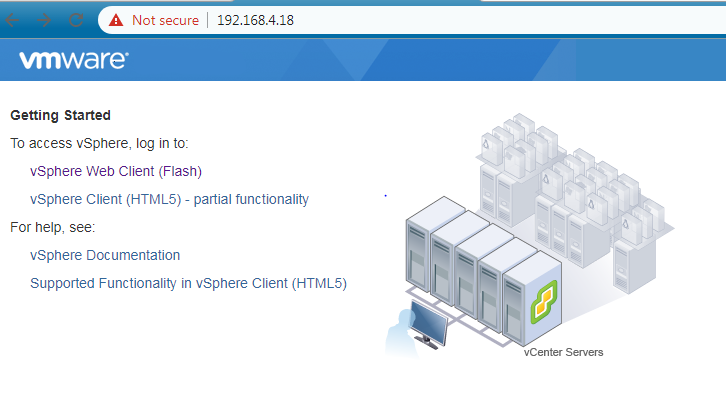 Not secure | 192.168.4.18
vmware®
Getting Started
To access vSphere, log in to:
vSphere Web Client (Flash)
vSphere Client (HTML5) - partial functionality
For help, see:
vSphere Documentation
Supported Functionality in vSphere Client (HTML5)
vCenter Servers